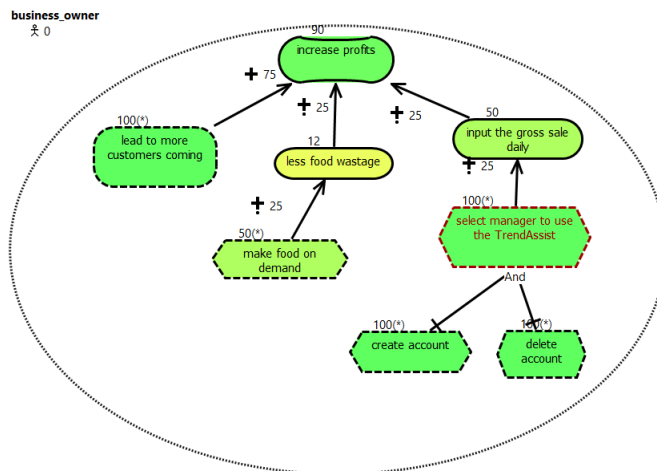 business_owner
0
90
increase profits
75
25
25
100(*)
lead to more
customers coming
12
less food wastage
50
input the gross sale
daily
25
25
100(*)
select manager to use
the TrendAssist
50(*)
make food on
demand
And
100(*)
create account
100(*)
delete
account